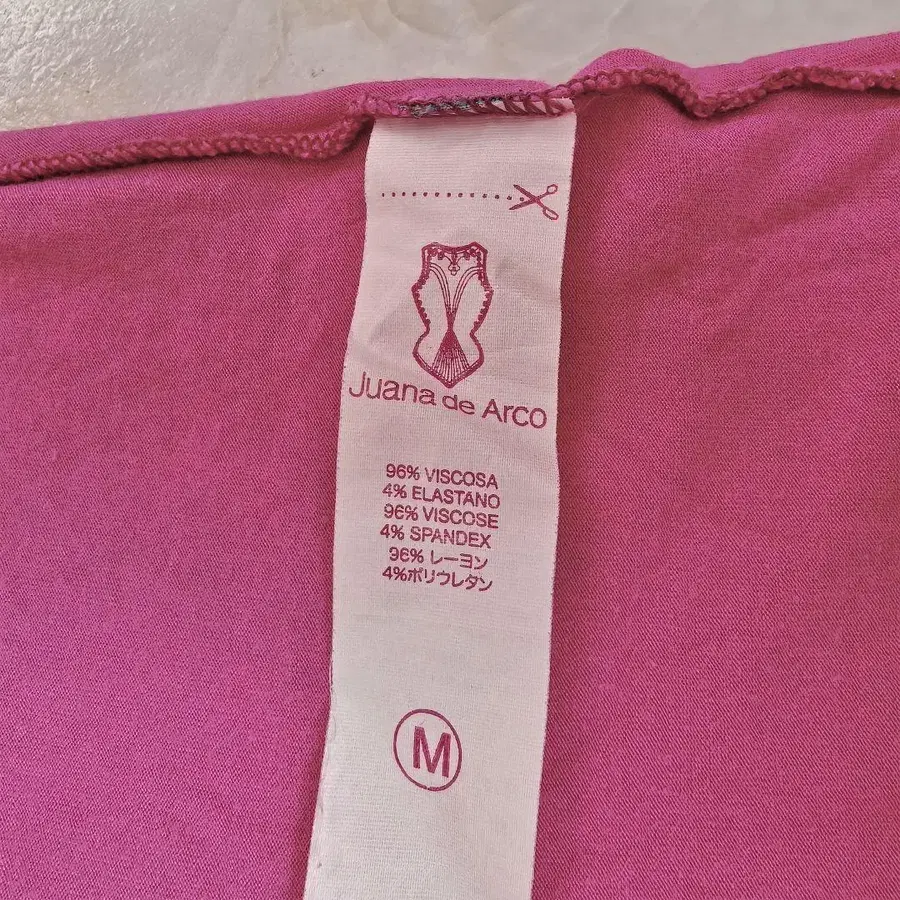 Juana de Arco
96% VISCOSA
4% ELASTANO
96% VISCOSE
4% SPANDEX
96% レーヨン
4%ポリウレタン
M